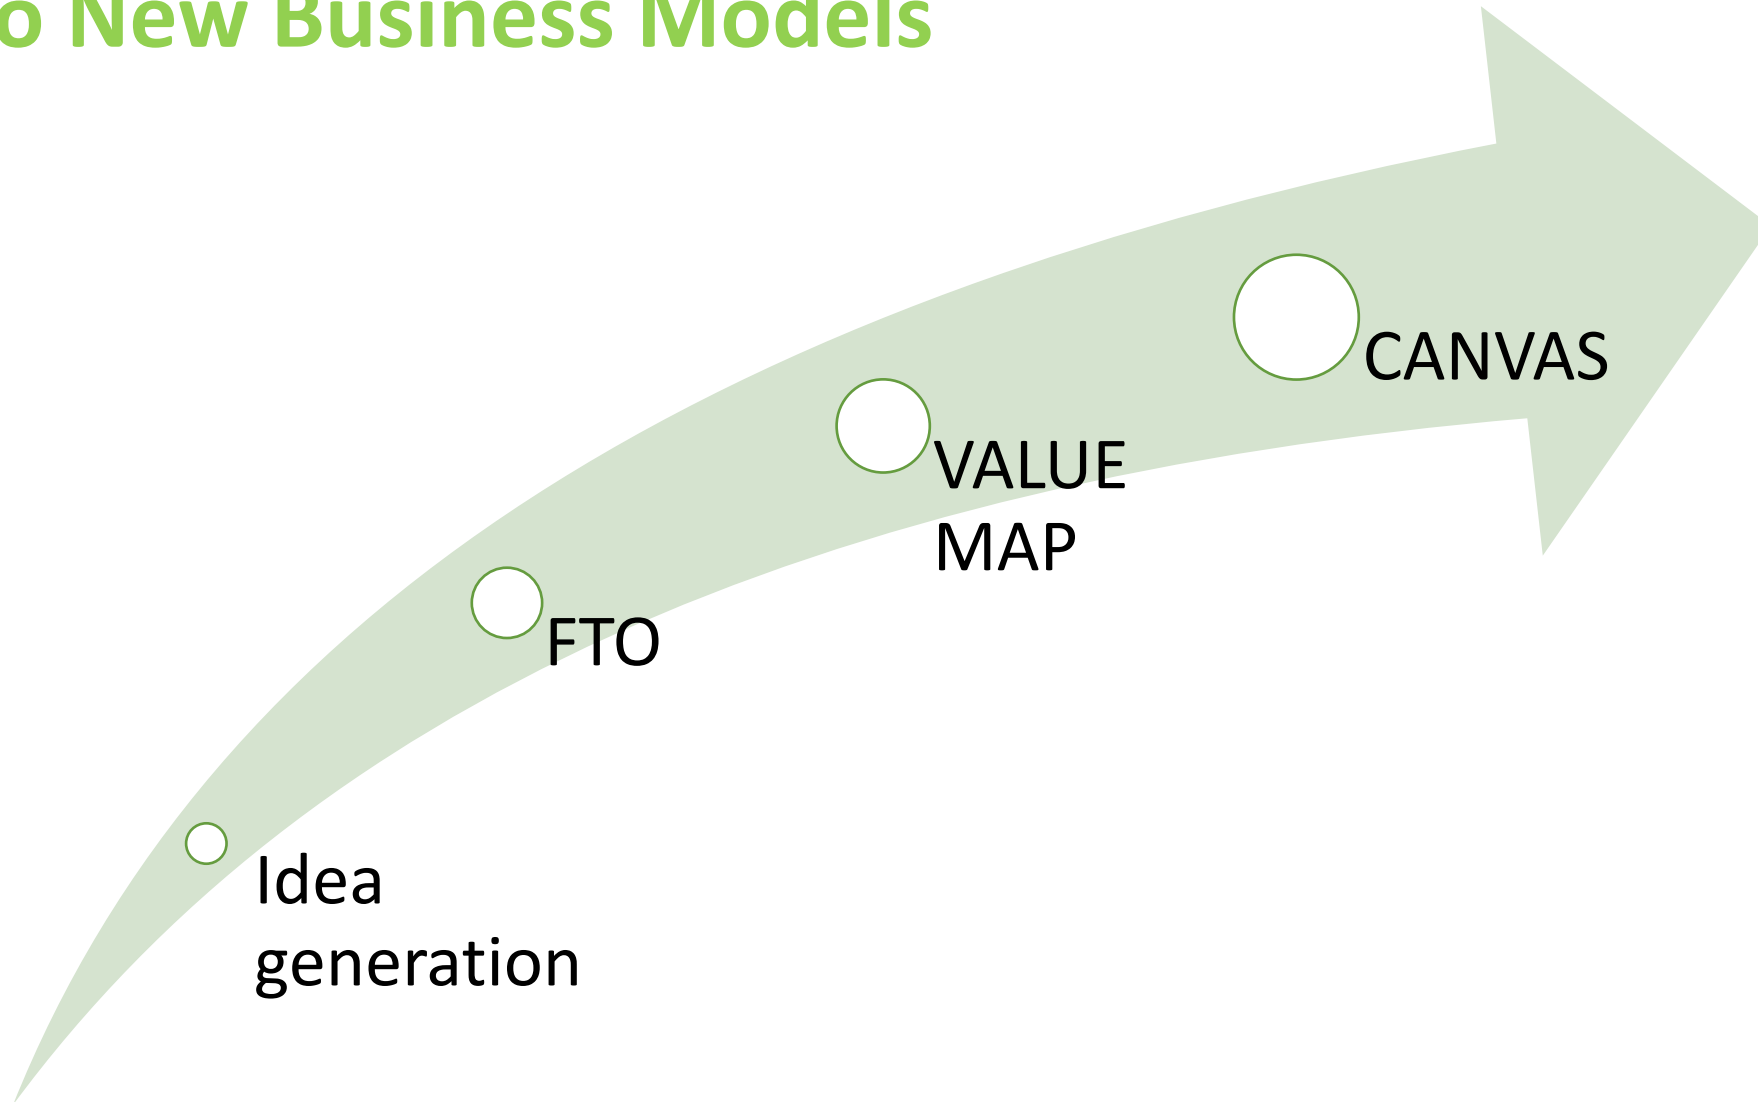 o New Business Models
CANVAS
VALUE
MAP
FTO
Idea
generation